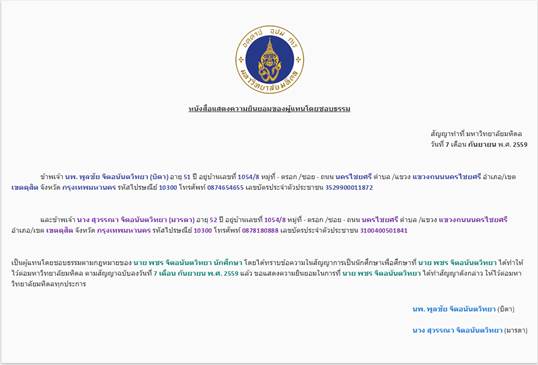 อตฺตานํ อุปมํ กเร
มหาวิทยาลัยมหิดล
หนังสือแสดงความยินยอมของผู้แทนโดยชอบธรรม
สัญญาทำที่ มหาวิทยาลัยมหิดล
วันที่ 7 เดือน กันยายน พ.ศ. 2559
ข้าพเจ้า นพ. พูดชัย จิตอนันตวิทยา (บิดา) อายุ 51 ปี อยู่บ้านเลขที่ 1054/8 หมู่ที่ - ตรอก /ซอย - ถนน นครไชยศรี ตำบล /แขวง แขวงถนนนครไชยศรี อำเภอ/เขต
เขตดุสิต จังหวัด กรุงเทพมหานคร รหัสไปรษณีย์ 10300 โทรศัพท์ 0874654655 เลขบัตรประจำตัวประชาชน 3529900011872
และข้าพเจ้า นาง สุวรรณา จิตอนันตวิทยา (มารดา) อายุ 52 ปี อยู่บ้านเลขที่ 1054/8 หมู่ที่ - ตรอก /ซอย - ถนน นครไชยศรี ตำบล /แขวง แขวงถนนนครไชยศรี
อำเภอ/เขต เขตดุสิต จังหวัด กรุงเทพมหานคร รหัสไปรษณีย์ 10300 โทรศัพท์ 0878180888 เลขบัตรประจำตัวประชาชน 3100400501841
เป็นผู้แทนโดยชอบธรรมตามกฎหมายของ นาย พชร จิตอนันตวิทยา นักศึกษา โดยได้ทราบข้อความในสัญญาการเป็นนักศึกษาเพื่อศึกษาที่ นาย พชร จิตอนันตวิทยา ได้ทำให้
ไว้ต่อมหาวิทยาลัยมหิดล ตามสัญญาฉบับลงวันที่ 7 เดือน กันยายน พ.ศ. 2559 แล้ว ขอแสดงความยินยอมในการที่ นาย พชร จิตอนันตวิทยา ได้ทำสัญญาดังกล่าว ให้ไว้ต่อมหา
วิทยาลัยมหิดลทุกประการ
นพ. พูดชัย จิตอนันตวิทยา (บิดา)
นาง สุวรรณา จิตอนันตวิทยา (มารดา)